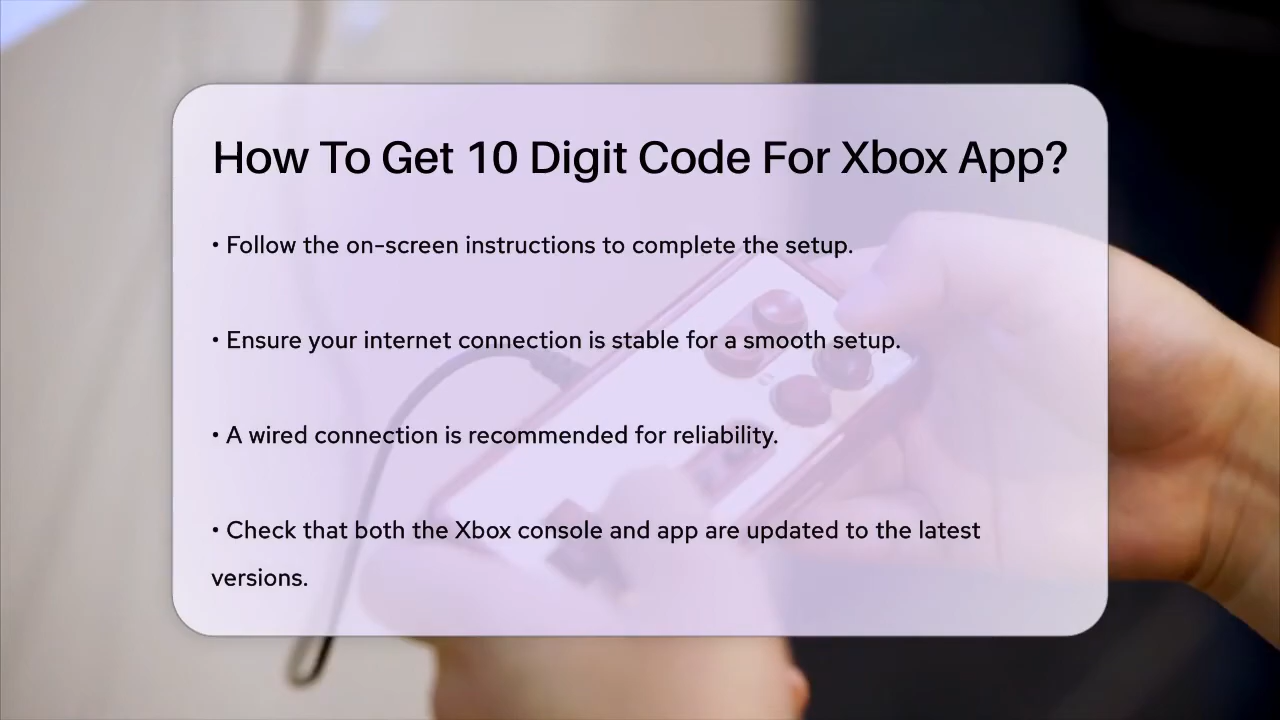 How To Get 10 Digit Code For Xbox App?
• Follow the on-screen instructions to complete the setup.
• Ensure your internet connection is stable for a smooth setup.
• A wired connection is recommended for reliability.
• Check that both the Xbox console and app are updated to the latest
versions.